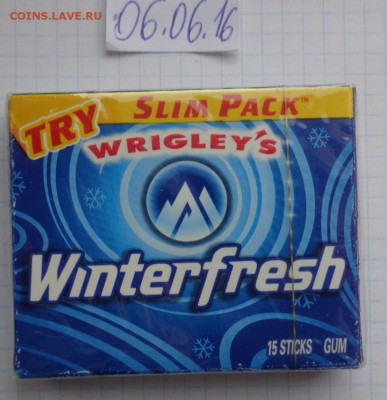 COINS.LAVE.RU
06.06.16
TRY SLIM PACK™
WRIGLEY'S
Winterfresh
15 STICKS GUM